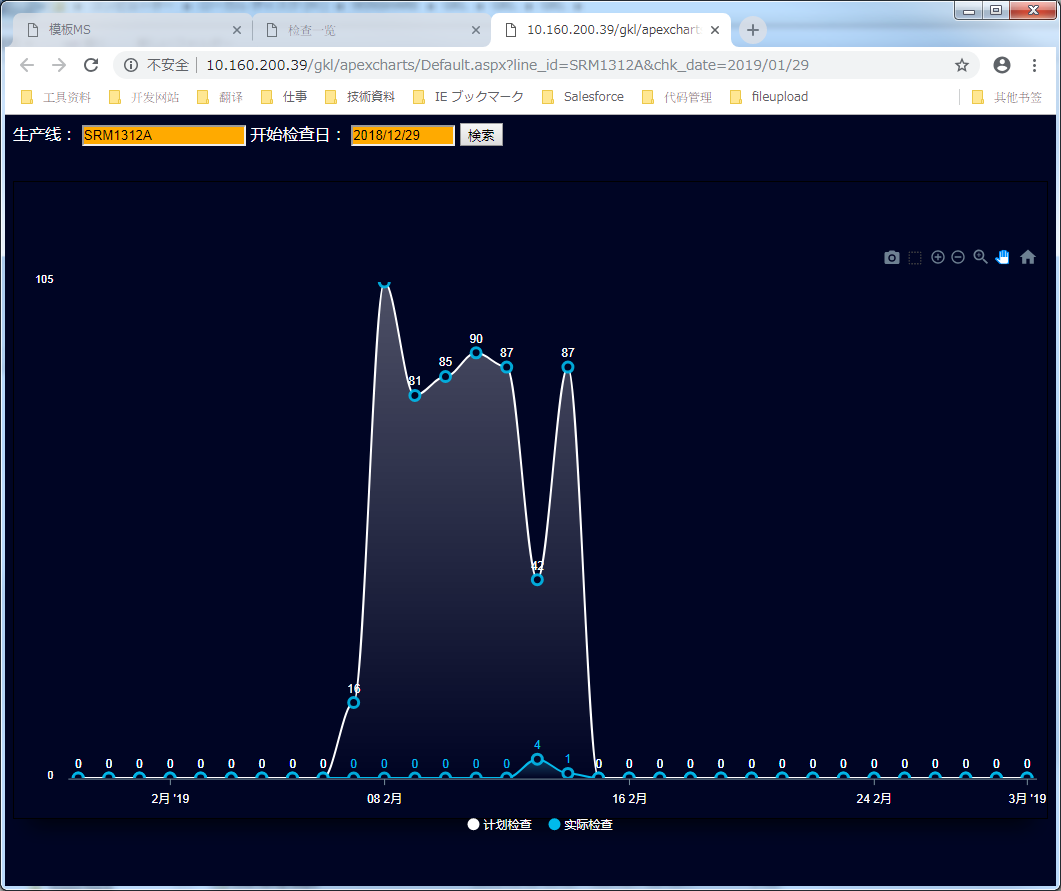 模板MS
检查一览
10.160.200.39/gkl/apexchart
不安全 | 10.160.200.39/gkl/apexcharts/Default.aspx?line_id=SRM1312A&chk_date=2019/01/29
工具资料 开发网站 翻译 仕事 技術資料 IE ブックマーク Salesforce 代码管理 fileupload 其他书签
生产线： SRM1312A 开始检查日： 2018/12/29 検索
105
81 85 90 87 42 87
16
4 1
0 0 0 0 0 0 0 0 0 0 0 0 0 0 0 0 0 0 0 0 0 0 0 0 0 0 0 0 0 0
0
2月 '19 08 2月 16 2月 24 2月 3月 '19
计划检查 实际检查